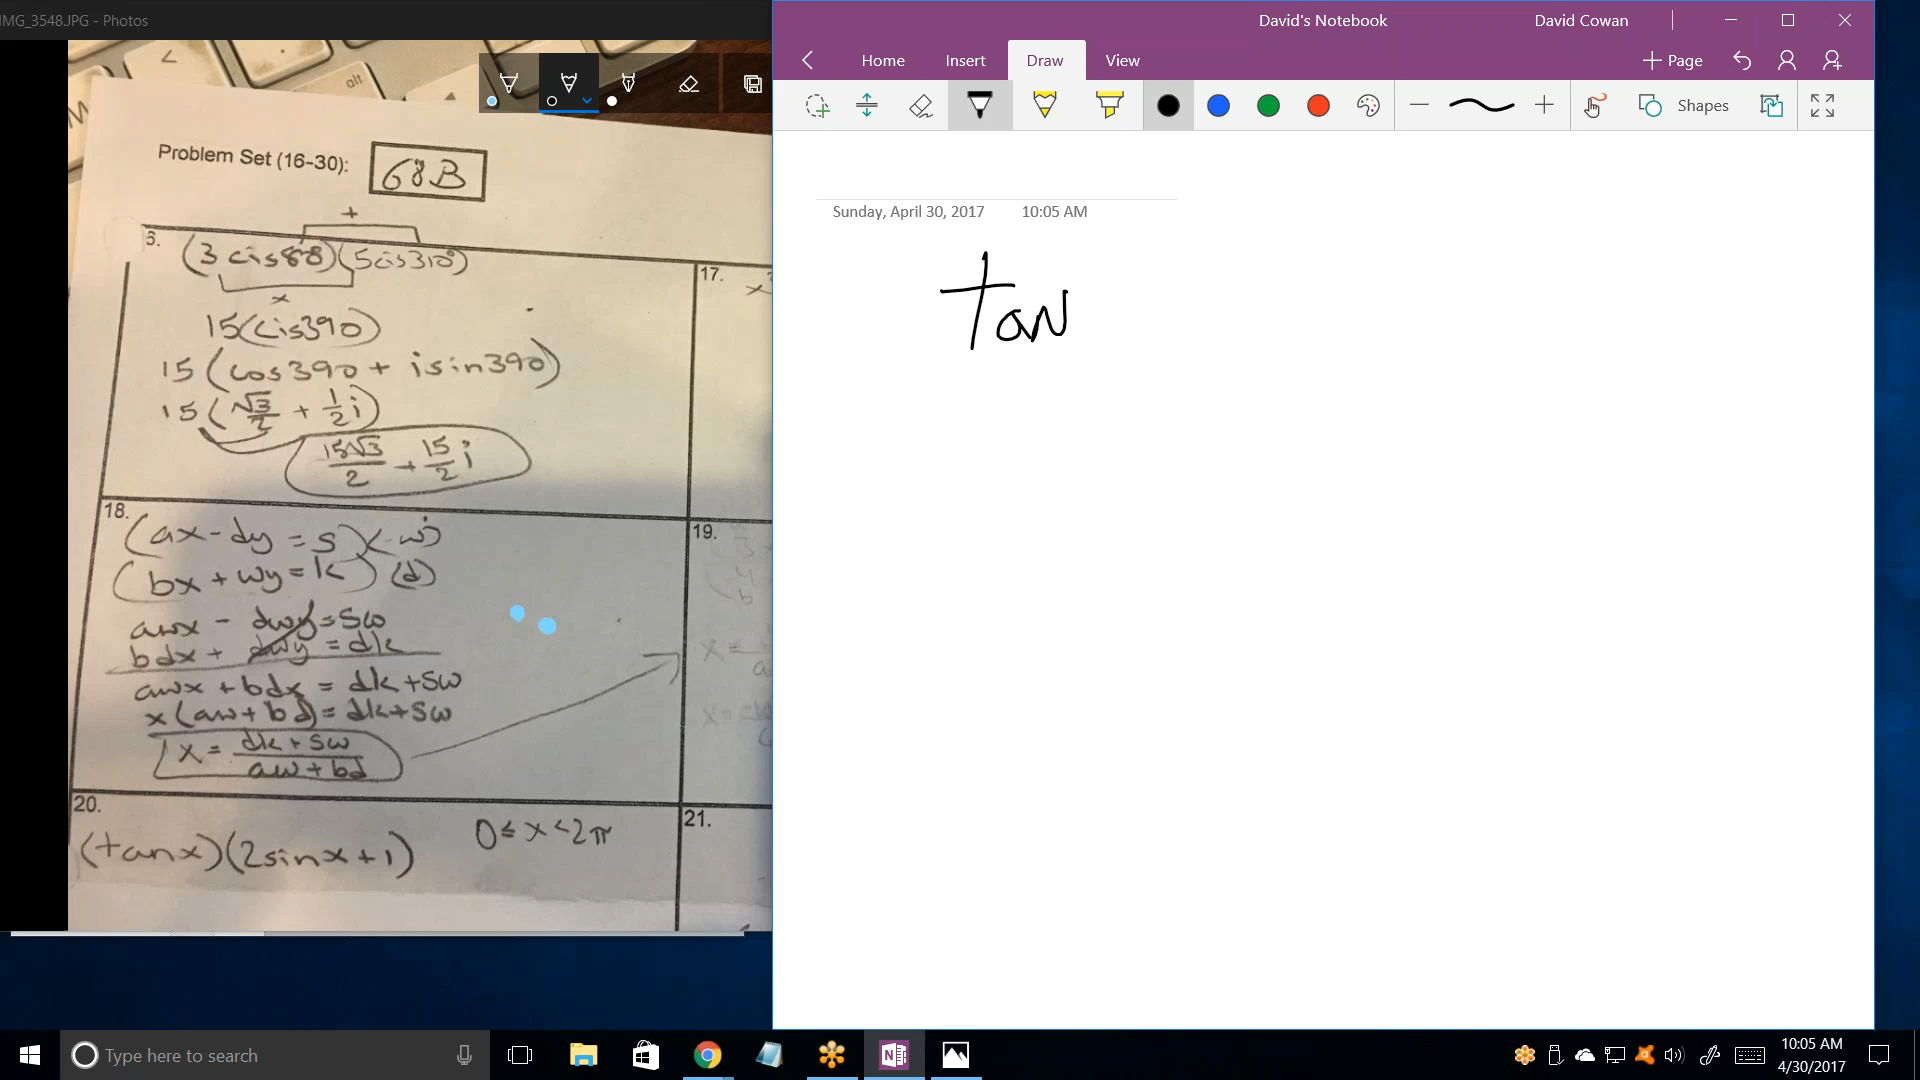 IMG_3548.JPG - Photos
David's Notebook
David Cowan
Home Insert Draw View
Page
Shapes
Problem Set (16-30): 68B
+
6. (3 cis 88)(5 cis 310°)
x
15(cis 390)
15 (cos 390 + i sin 390)
15 (√3/2 + 1/2 i)
15√3/2 + 15/2 i
17.
x
18.
(ax - dy = s)(w)
(bx + wy = k) (d)
awx - dwy = sw
bdx + dwy = dk
awx + bdx = dk + sw
x(aw + bd) = dk + sw
x = dk + sw / aw + bd
19.
20.
(tan x)(2 sin x + 1) 0 ≤ x < 2π
21.
alt
Sunday, April 30, 2017 10:05 AM
tan
Type here to search
10:05 AM
4/30/2017